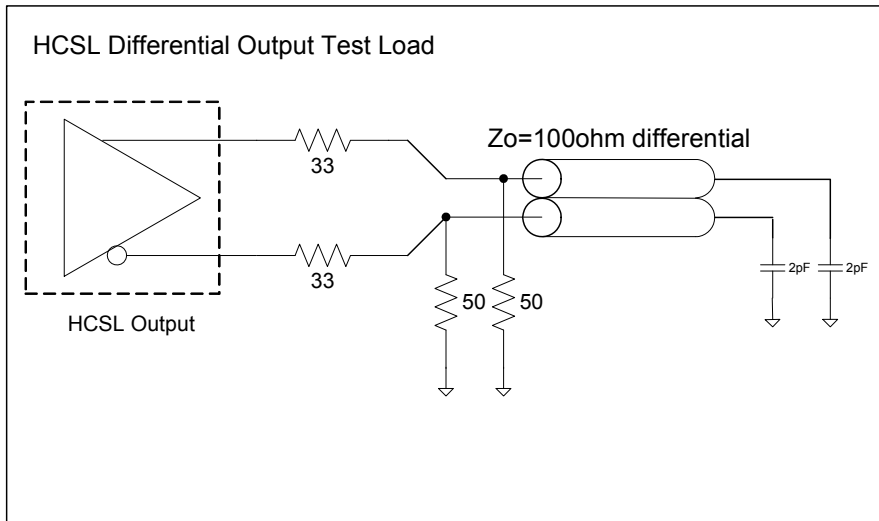 HCSL Differential Output Test Load
Zo=100ohm differential
33
33
50
50
2pF
2pF
HCSL Output